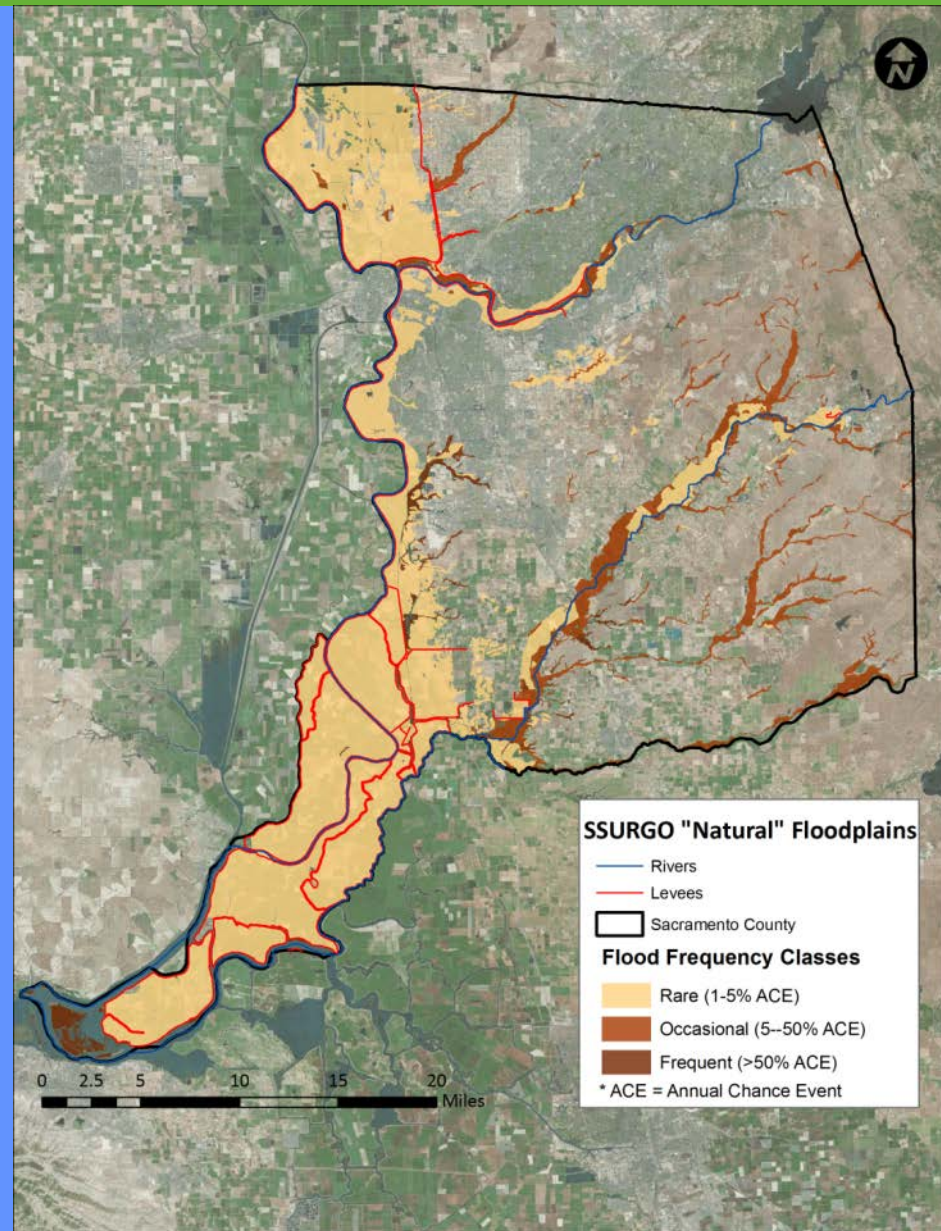 N
SSURGO "Natural" Floodplains
Rivers
Levees
Sacramento County
Flood Frequency Classes
Rare (1-5% ACE)
Occasional (5--50% ACE)
Frequent (>50% ACE)
* ACE = Annual Chance Event
0 2.5 5 10 15 20
Miles